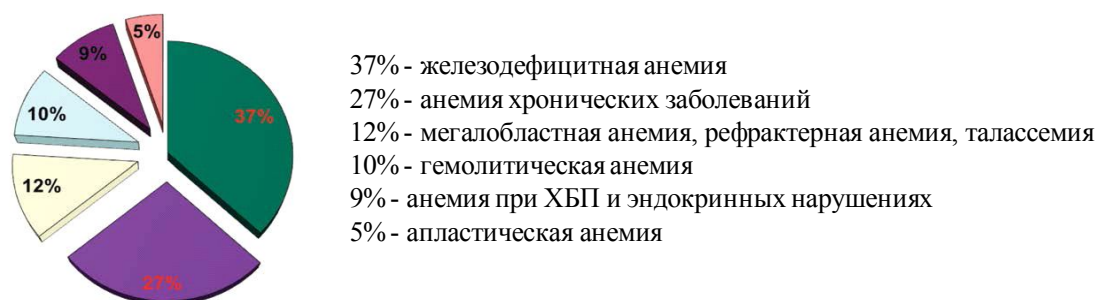 5%
9%
37%
10%
12%
27%
37% - железодефицитная анемия
27% - анемия хронических заболеваний
12% - мегалобластная анемия, рефрактерная анемия, талассемия
10% - гемолитическая анемия
9% - анемия при ХБП и эндокринных нарушениях
5% - апластическая анемия